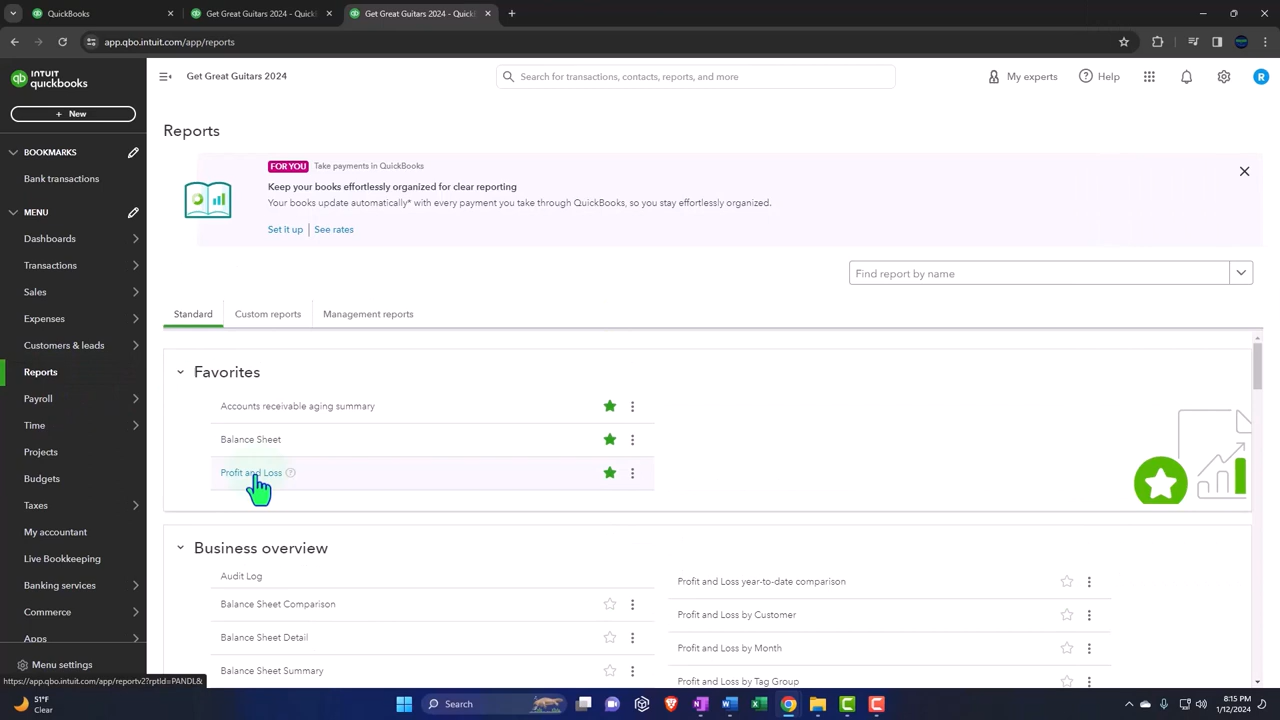 QuickBooks
Get Great Guitars 2024 - Quick
Get Great Guitars 2024 - Quick
app.qbo.intuit.com/app/reports
INTUIT
quickbooks
Get Great Guitars 2024
Search for transactions, contacts, reports, and more
My experts
Help
R
+ New
BOOKMARKS
Bank transactions
MENU
Dashboards
Transactions
Sales
Expenses
Customers & leads
Reports
Payroll
Time
Projects
Budgets
Taxes
My accountant
Live Bookkeeping
Banking services
Commerce
Apps
Menu settings
Reports
FOR YOU Take payments in QuickBooks
Keep your books effortlessly organized for clear reporting
Your books update automatically* with every payment you take through QuickBooks, so you stay effortlessly organized.
Set it up | See rates
Find report by name
Standard
Custom reports
Management reports
Favorites
Accounts receivable aging summary
Balance Sheet
Profit and Loss
Business overview
Audit Log
Balance Sheet Comparison
Balance Sheet Detail
Balance Sheet Summary
Profit and Loss year-to-date comparison
Profit and Loss by Customer
Profit and Loss by Month
Profit and Loss by Tag Group
https://app.qbo.intuit.com/app/reportv2?rptId=PANDL&
51°F
Clear
Search
8:15 PM
1/12/2024